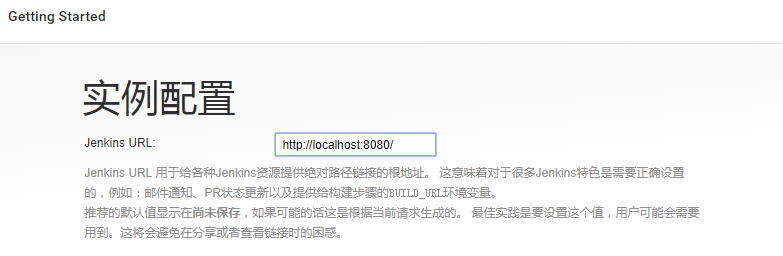 Getting Started
实例配置
Jenkins URL:
http://localhost:8080/
Jenkins URL 用于给各种Jenkins资源提供绝对路径链接的根地址。 这意味着对于很多Jenkins特色是需要正确设置
的，例如：邮件通知、PR状态更新以及提供给构建步骤的BUILD_URL环境变量。
推荐的默认值显示在尚未保存，如果可能的话这是根据当前请求生成的。 最佳实践是要设置这个值，用户可能会需要
用到。这将会避免在分享或者查看链接时的困惑。